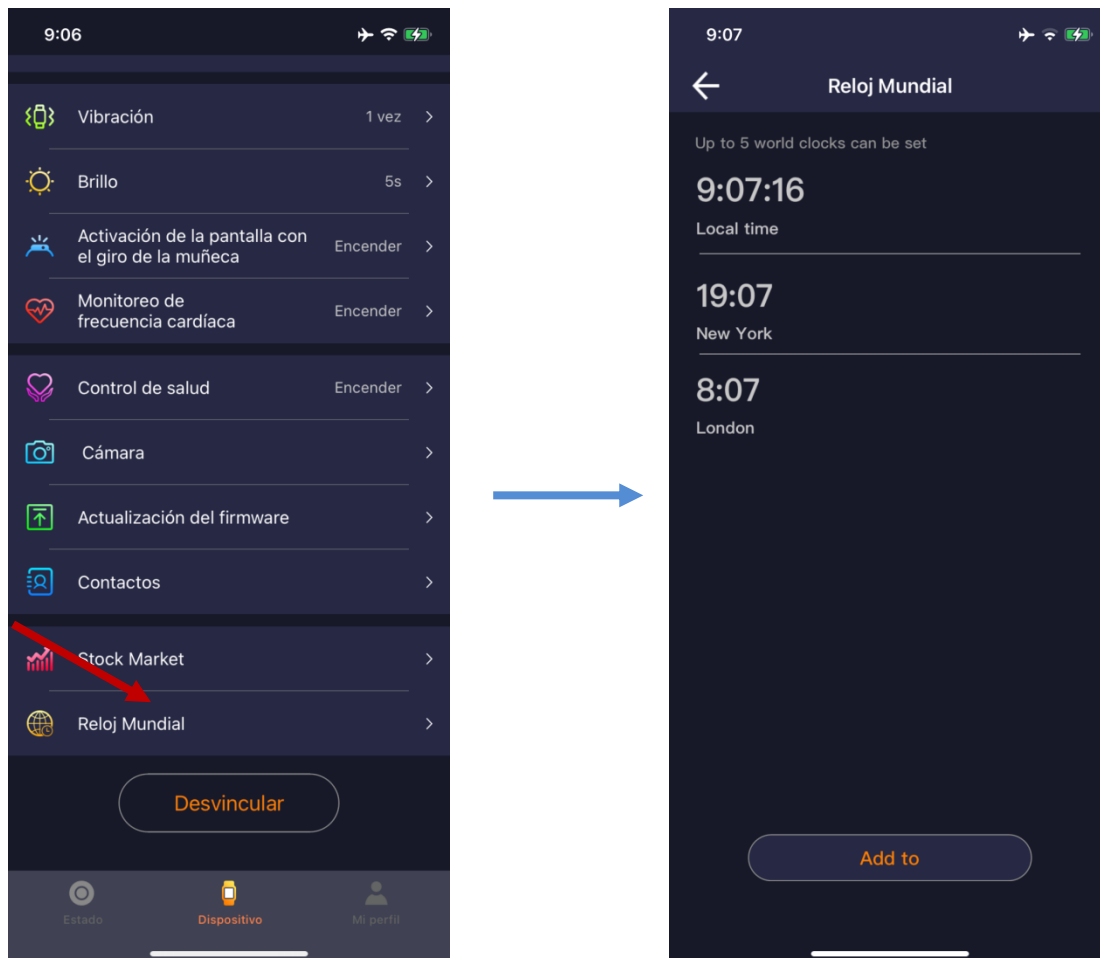 9:06
Vibración
1 vez
Brillo
5s
Activación de la pantalla con
el giro de la muñeca
Encender
Monitoreo de
frecuencia cardíaca
Encender
Control de salud
Encender
Cámara
Actualización del firmware
Contactos
Stock Market
Reloj Mundial
Desvincular
Estado
Dispositivo
Mi perfil
9:07
Reloj Mundial
Up to 5 world clocks can be set
9:07:16
Local time
19:07
New York
8:07
London
Add to